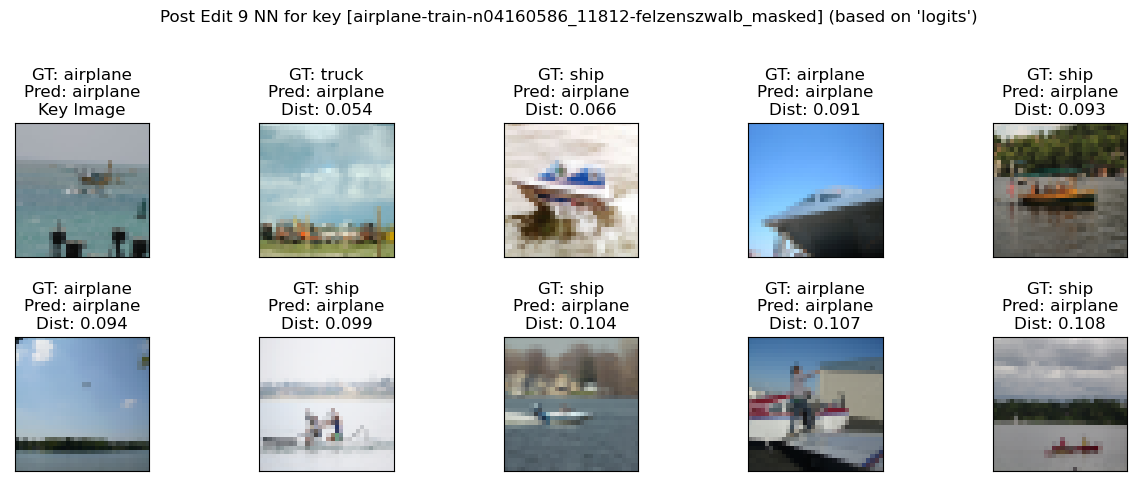 Post Edit 9 NN for key [airplane-train-n04160586_11812-felzenszwalb_masked] (based on 'logits')
GT: airplane
Pred: airplane
Key Image
GT: truck
Pred: airplane
Dist: 0.054
GT: ship
Pred: airplane
Dist: 0.066
GT: airplane
Pred: airplane
Dist: 0.091
GT: ship
Pred: airplane
Dist: 0.093
GT: airplane
Pred: airplane
Dist: 0.094
GT: ship
Pred: airplane
Dist: 0.099
GT: ship
Pred: airplane
Dist: 0.104
GT: airplane
Pred: airplane
Dist: 0.107
GT: ship
Pred: airplane
Dist: 0.108